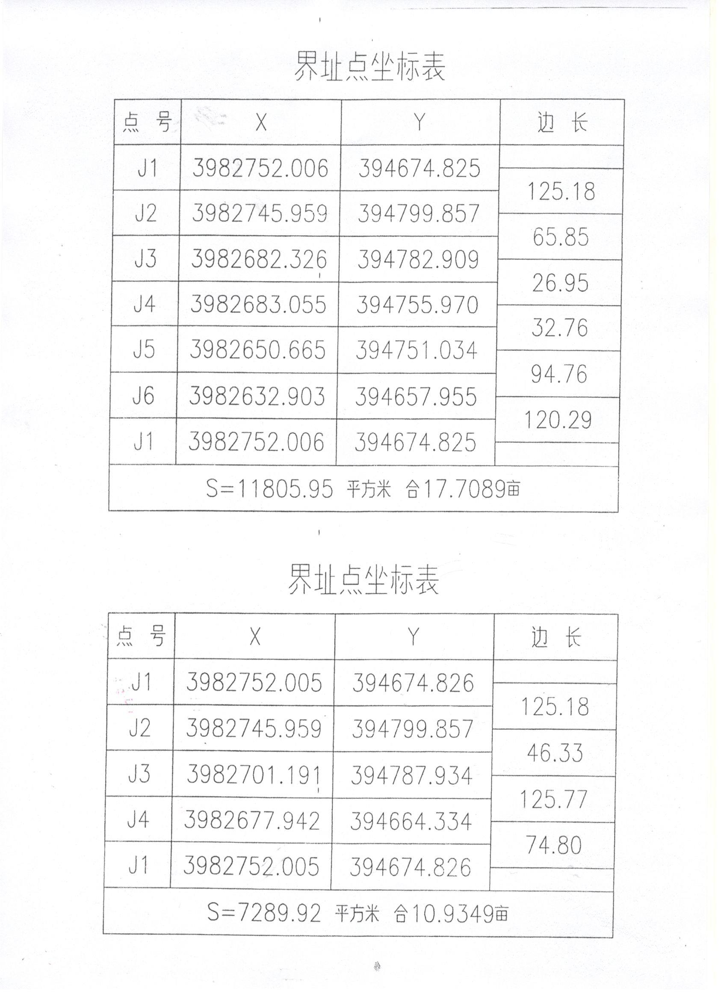 界址点坐标表
点 号 X Y 边 长
J1 3982752.006 394674.825
125.18
J2 3982745.959 394799.857
65.85
J3 3982682.326 394782.909
26.95
J4 3982683.055 394755.970
32.76
J5 3982650.665 394751.034
94.76
J6 3982632.903 394657.955
120.29
J1 3982752.006 394674.825
S=11805.95 平方米 合17.7089亩
界址点坐标表
点 号 X Y 边 长
J1 3982752.005 394674.826
125.18
J2 3982745.959 394799.857
46.33
J3 3982701.191 394787.934
125.77
J4 3982677.942 394664.334
74.80
J1 3982752.005 394674.826
S=7289.92 平方米 合10.9349亩